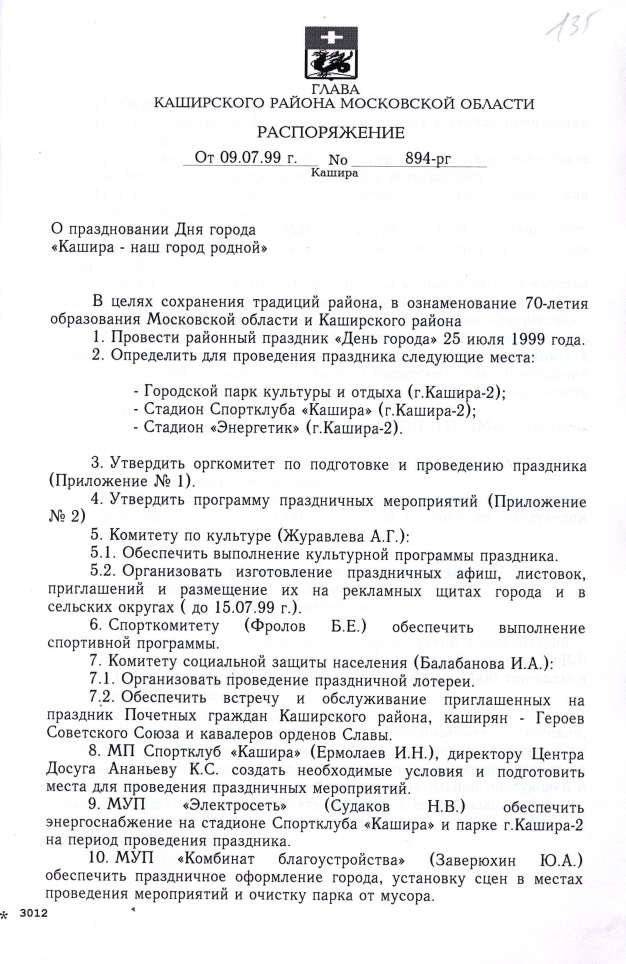 135
ГЛАВА
КАШИРСКОГО РАЙОНА МОСКОВСКОЙ ОБЛАСТИ
РАСПОРЯЖЕНИЕ
От 09.07.99 г. No 894-рг
Кашира
О праздновании Дня города
«Кашира - наш город родной»
В целях сохранения традиций района, в ознаменование 70-летия
образования Московской области и Каширского района
1. Провести районный праздник «День города» 25 июля 1999 года.
2. Определить для проведения праздника следующие места:
- Городской парк культуры и отдыха (г.Кашира-2);
- Стадион Спортклуба «Кашира» (г.Кашира-2);
- Стадион «Энергетик» (г.Кашира-2).
3. Утвердить оргкомитет по подготовке и проведению праздника
(Приложение № 1).
4. Утвердить программу праздничных мероприятий (Приложение
№ 2)
5. Комитету по культуре (Журавлева А.Г.):
5.1. Обеспечить выполнение культурной программы праздника.
5.2. Организовать изготовление праздничных афиш, листовок,
приглашений и размещение их на рекламных щитах города и в
сельских округах ( до 15.07.99 г.).
6. Спорткомитету (Фролов Б.Е.) обеспечить выполнение
спортивной программы.
7. Комитету социальной защиты населения (Балабанова И.А.):
7.1. Организовать проведение праздничной лотереи.
7.2. Обеспечить встречу и обслуживание приглашенных на
праздник Почетных граждан Каширского района, каширян - Героев
Советского Союза и кавалеров орденов Славы.
8. МП Спортклуб «Кашира» (Ермолаев И.Н.), директору Центра
Досуга Ананьеву К.С. создать необходимые условия и подготовить
места для проведения праздничных мероприятий.
9. МУП «Электросеть» (Судаков Н.В.) обеспечить
энергоснабжение на стадионе Спортклуба «Кашира» и парке г.Кашира-2
на период проведения праздника.
10. МУП «Комбинат благоустройства» (Заверюхин Ю.А.)
обеспечить праздничное оформление города, установку сцен в местах
проведения мероприятий и очистку парка от мусора.
* 3012